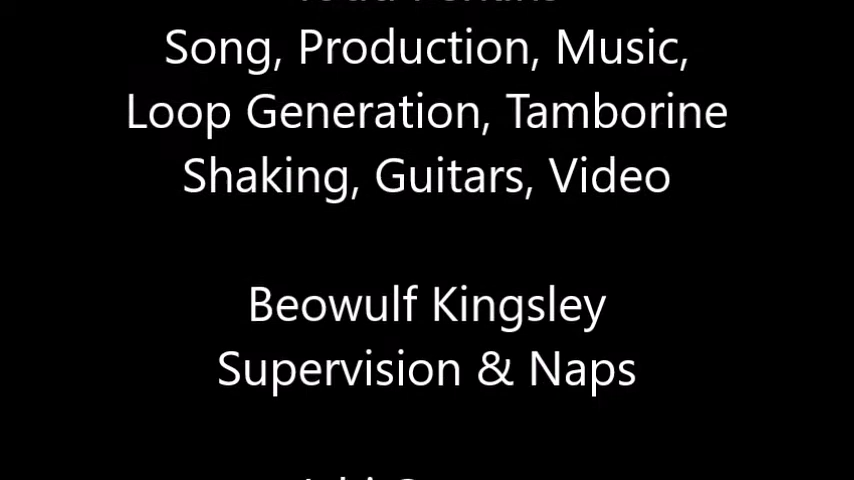 Song, Production, Music,
Loop Generation, Tamborine
Shaking, Guitars, Video
Beowulf Kingsley
Supervision & Naps